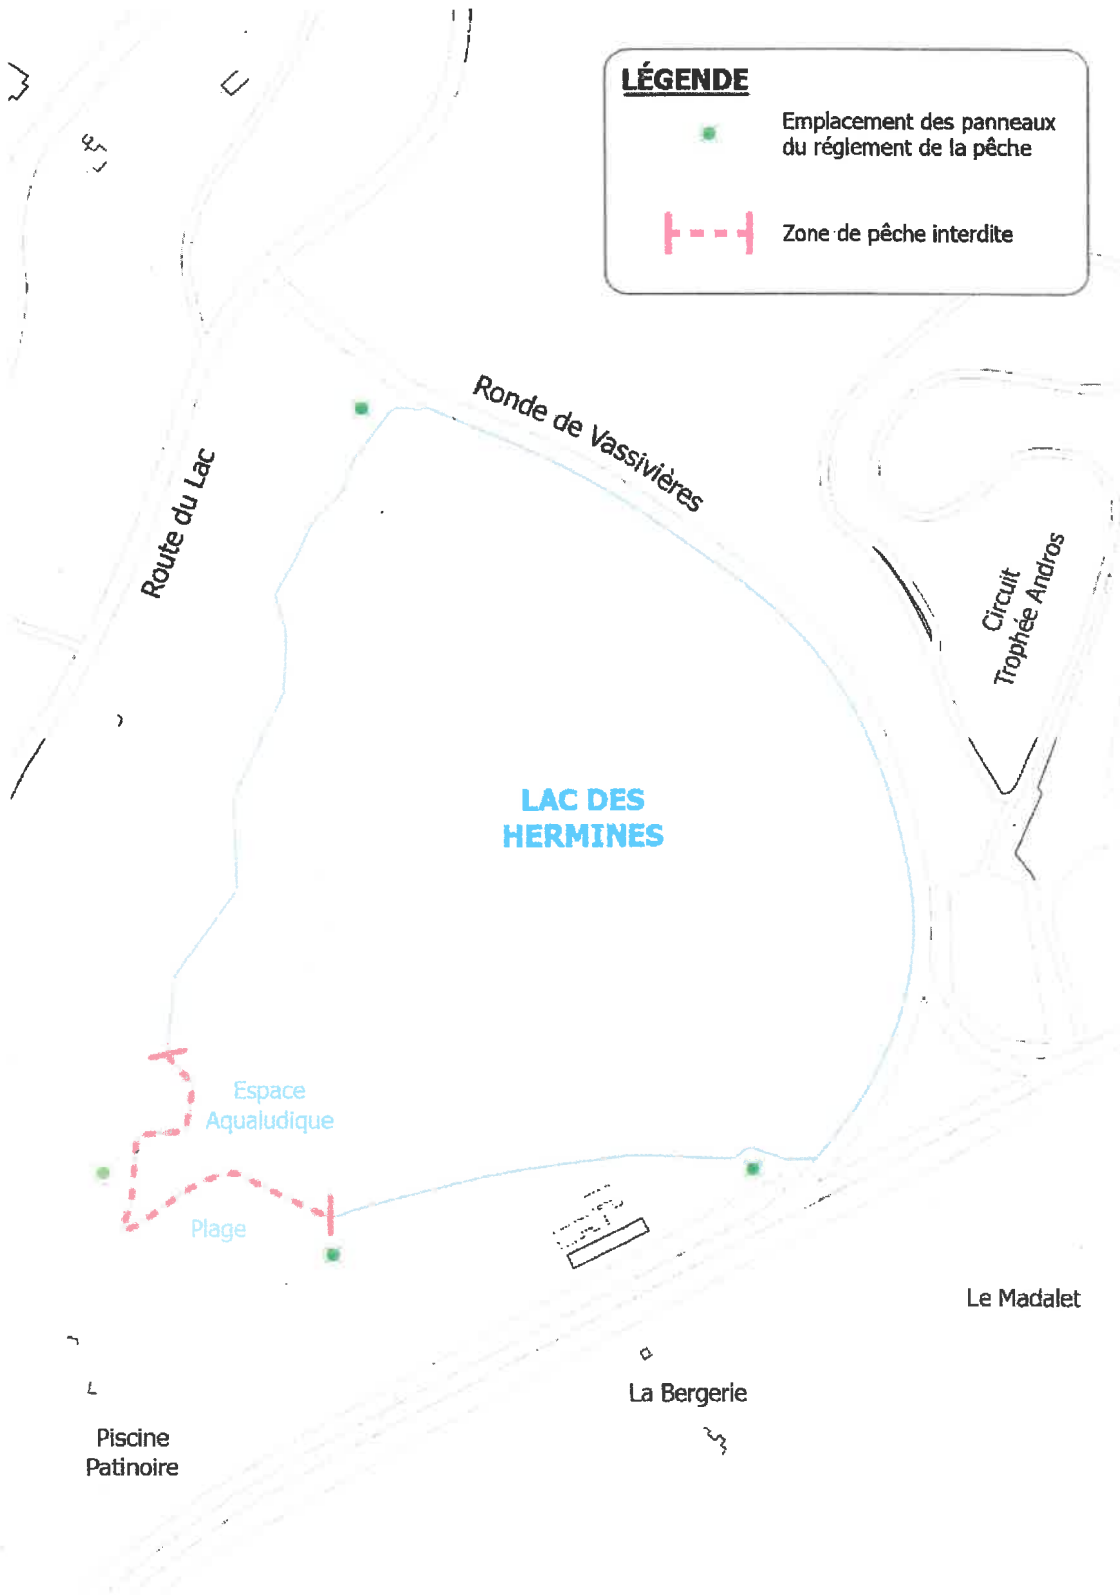 LÉGENDE
Emplacement des panneaux
du réglement de la pêche
Zone de pêche interdite
Ronde de Vassivières
Route du Lac
Circuit
Trophée Andros
LAC DES
HERMINES
Espace
Aqualudique
Plage
Le Madalet
La Bergerie
Piscine
Patinoire